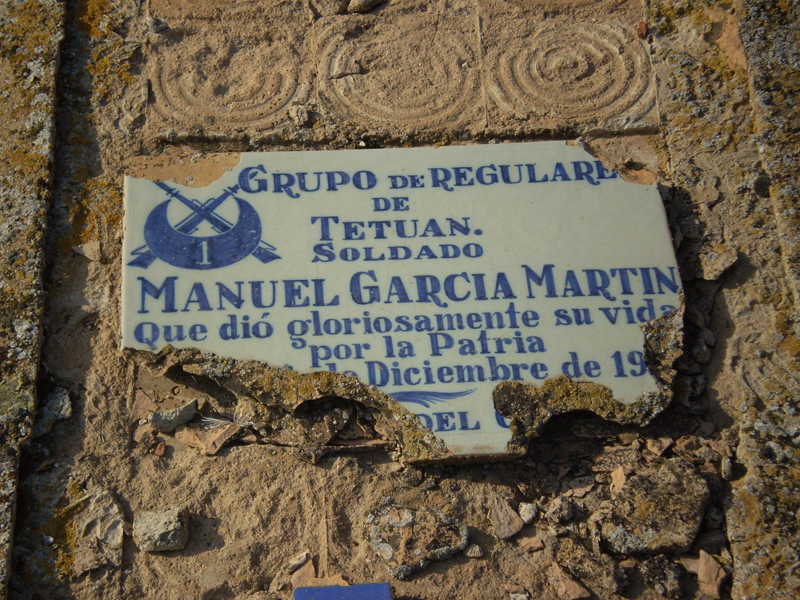 GRUPO DE REGULARE
DE
TETUAN.
1
SOLDADO
MANUEL GARCIA MARTIN
Que dió gloriosamente su vida
por la Patria
de Diciembre de 19
DEL